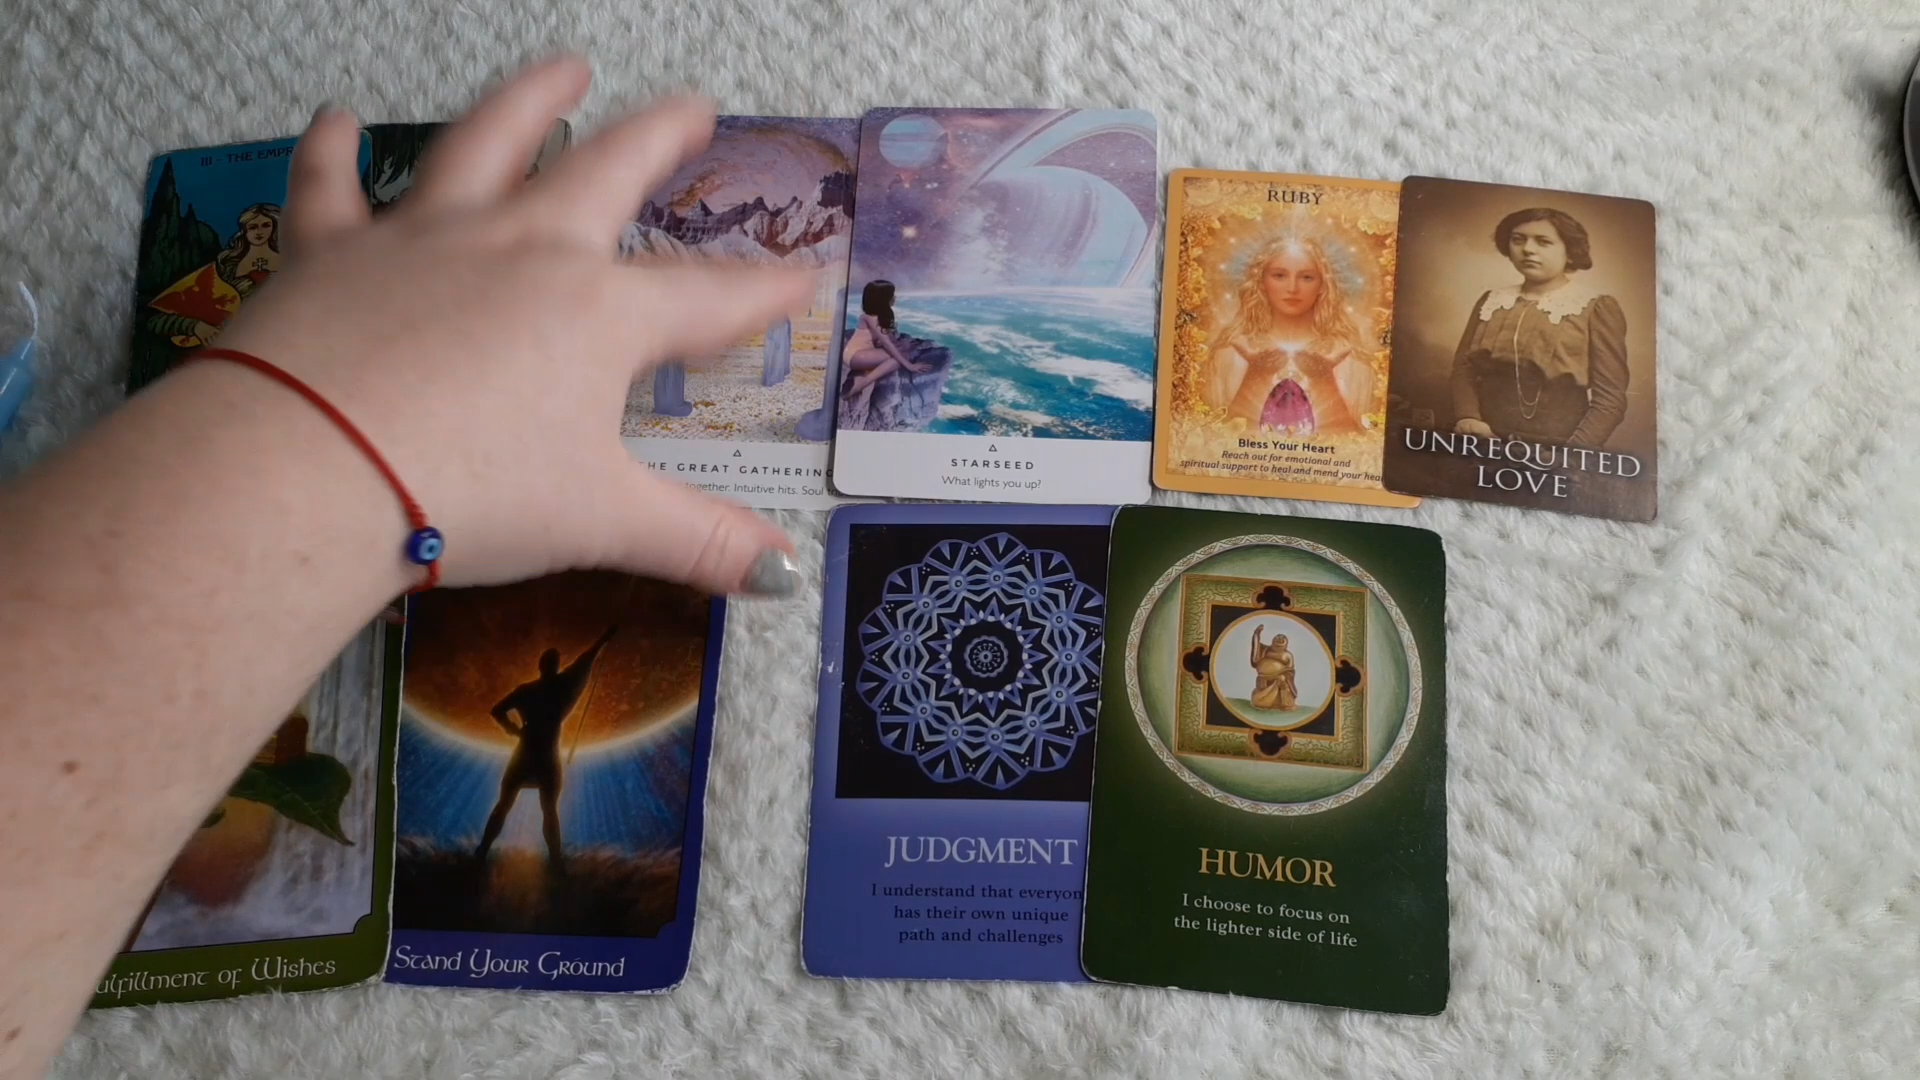 III - THE EMPR
THE GREAT GATHERING
together. Intuitive hits. Soul
STARSEED
What lights you up?
RUBY
Bless Your Heart
Reach out for emotional and
spiritual support to heal and mend your hea
UNREQUITED
LOVE
ulfillment of Wishes
Stand Your Ground
JUDGMENT
I understand that everyon
has their own unique
path and challenges
HUMOR
I choose to focus on
the lighter side of life